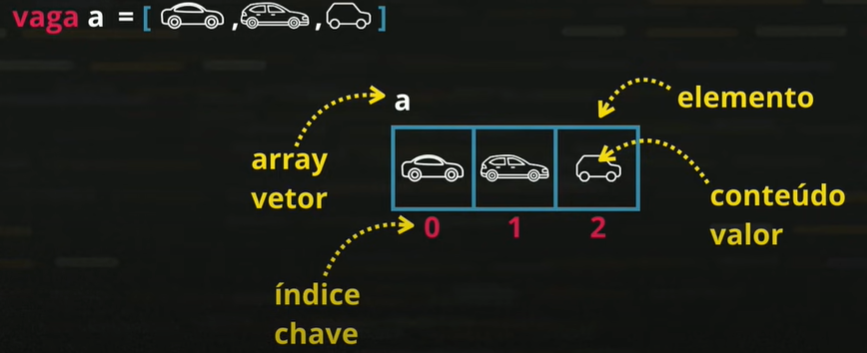 vaga a = [ , , ]
a
elemento
array
vetor
conteúdo
valor
0 1 2
índice
chave